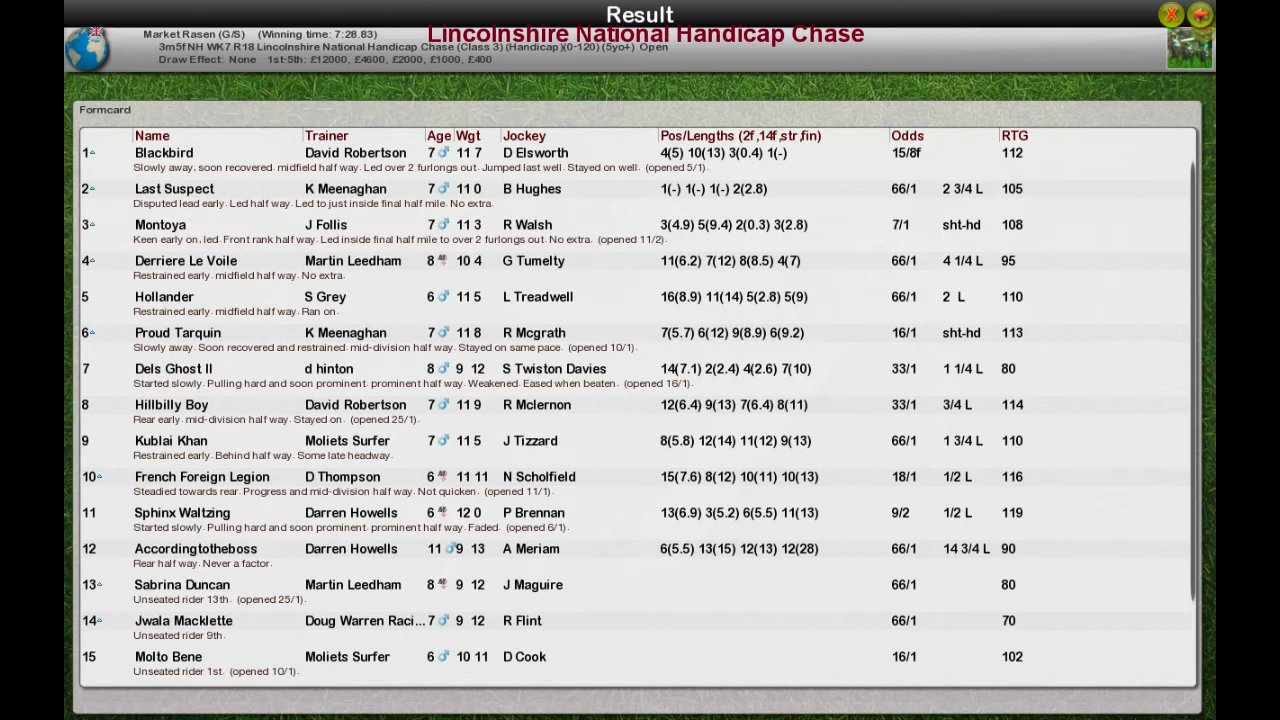 Result
Lincolnshire National Handicap Chase
Market Rasen (G/S) (Winning time: 7:28.83)
3m5f NH WK7 R18 Lincolnshire National Handicap Chase (Class 3) (Handicap)(0-120) (5yo+) Open
Draw Effect: None 1st-5th: £12000, £4600, £2000, £1000, £400
Formcard
Name Trainer Age Wgt Jockey Pos/Lengths (2f,14f,str,fin) Odds RTG
1 Blackbird David Robertson 7 11 7 D Elsworth 4(5) 10(13) 3(0.4) 1(-) 15/8f 112
Slowly away, soon recovered. midfield half way. Led over 2 furlongs out. Jumped last well. Stayed on well. (opened 5/1).
2 Last Suspect K Meenaghan 7 11 0 B Hughes 1(-) 1(-) 1(-) 2(2.8) 66/1 2 3/4 L 105
Disputed lead early. Led half way. Led to just inside final half mile. No extra.
3 Montoya J Follis 7 11 3 R Walsh 3(4.9) 5(9.4) 2(0.3) 3(2.8) 7/1 sht-hd 108
Keen early on, led. Front rank half way. Led inside final half mile to over 2 furlongs out. No extra. (opened 11/2).
4 Derriere Le Voile Martin Leedham 8 10 4 G Tumelty 11(6.2) 7(12) 8(8.5) 4(7) 66/1 4 1/4 L 95
Restrained early. midfield half way. No extra.
5 Hollander S Grey 6 11 5 L Treadwell 16(8.9) 11(14) 5(2.8) 5(9) 66/1 2 L 110
Restrained early. midfield half way. Ran on.
6 Proud Tarquin K Meenaghan 7 11 8 R Mcgrath 7(5.7) 6(12) 9(8.9) 6(9.2) 16/1 sht-hd 113
Slowly away. Soon recovered and restrained. mid-division half way. Stayed on same pace. (opened 10/1).
7 Dels Ghost II d hinton 8 9 12 S Twiston Davies 14(7.1) 2(2.4) 4(2.6) 7(10) 33/1 1 1/4 L 80
Started slowly. Pulling hard and soon prominent. prominent half way. Weakened. Eased when beaten. (opened 16/1).
8 Hillbilly Boy David Robertson 7 11 9 R Mclernon 12(6.4) 9(13) 7(6.4) 8(11) 33/1 3/4 L 114
Rear early. mid-division half way. Stayed on. (opened 25/1).
9 Kublai Khan Moliets Surfer 7 11 5 J Tizzard 8(5.8) 12(14) 11(12) 9(13) 66/1 1 3/4 L 110
Restrained early. Behind half way. Some late headway.
10 French Foreign Legion D Thompson 6 11 11 N Scholfield 15(7.6) 8(12) 10(11) 10(13) 18/1 1/2 L 116
Steadied towards rear. Progress and mid-division half way. Not quicken. (opened 11/1).
11 Sphinx Waltzing Darren Howells 6 12 0 P Brennan 13(6.9) 3(5.2) 6(5.5) 11(13) 9/2 1/2 L 119
Started slowly. Pulling hard and soon prominent. prominent half way. Faded. (opened 6/1).
12 Accordingtotheboss Darren Howells 11 9 13 A Meriam 6(5.5) 13(15) 12(13) 12(28) 66/1 14 3/4 L 90
Rear half way. Never a factor.
13 Sabrina Duncan Martin Leedham 8 9 12 J Maguire 66/1 80
Unseated rider 13th. (opened 25/1).
14 Jwala Macklette Doug Warren Raci... 7 9 12 R Flint 66/1 70
Unseated rider 9th.
15 Molto Bene Moliets Surfer 6 10 11 D Cook 16/1 102
Unseated rider 1st. (opened 10/1).